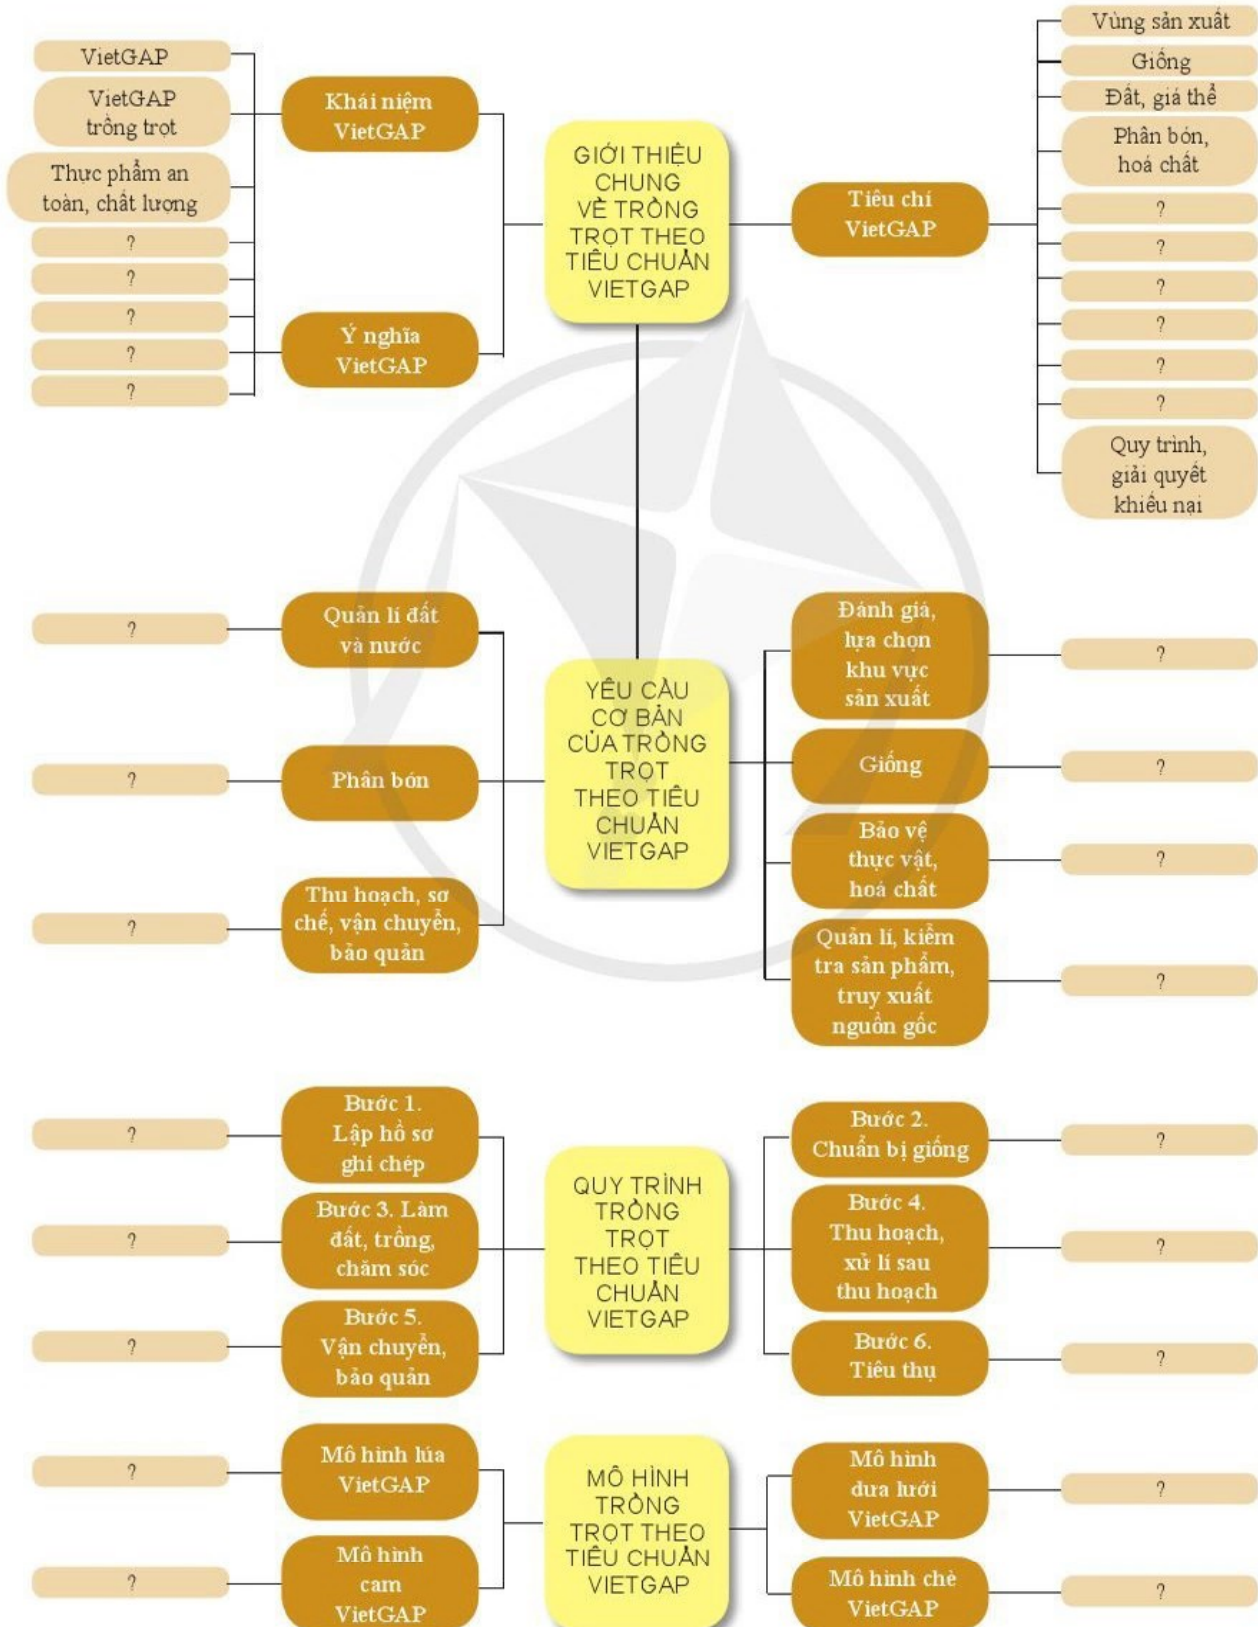 VietGAP
VietGAP
trồng trọt
Thực phẩm an
toàn, chất lượng
?
?
?
?
?
Khái niệm
VietGAP
Ý nghĩa
VietGAP
GIỚI THIỆU
CHUNG
VỀ TRỒNG
TRỌT THEO
TIÊU CHUẨN
VIETGAP
Tiêu chí
VietGAP
Vùng sản xuất
Giống
Đất, giá thể
Phân bón,
hoá chất
?
?
?
?
?
?
Quy trình,
giải quyết
khiếu nại
?
?
?
Quản lí đất
và nước
Phân bón
Thu hoạch, sơ
chế, vận chuyển,
bảo quản
YÊU CẦU
CƠ BẢN
CỦA TRỒNG
TRỌT
THEO TIÊU
CHUẨN
VIETGAP
Đánh giá,
lựa chọn
khu vực
sản xuất
Giống
Bảo vệ
thực vật,
hoá chất
Quản lí, kiểm
tra sản phẩm,
truy xuất
nguồn gốc
?
?
?
?
?
?
?
Bước 1.
Lập hồ sơ
ghi chép
Bước 3. Làm
đất, trồng,
chăm sóc
Bước 5.
Vận chuyển,
bảo quản
QUY TRÌNH
TRỒNG
TRỌT
THEO TIÊU
CHUẨN
VIETGAP
Bước 2.
Chuẩn bị giống
Bước 4.
Thu hoạch,
xử lí sau
thu hoạch
Bước 6.
Tiêu thụ
?
?
?
?
?
Mô hình lúa
VietGAP
Mô hình
cam
VietGAP
MÔ HÌNH
TRỒNG
TRỌT THEO
TIÊU CHUẨN
VIETGAP
Mô hình
dưa lưới
VietGAP
Mô hình chè
VietGAP
?
?